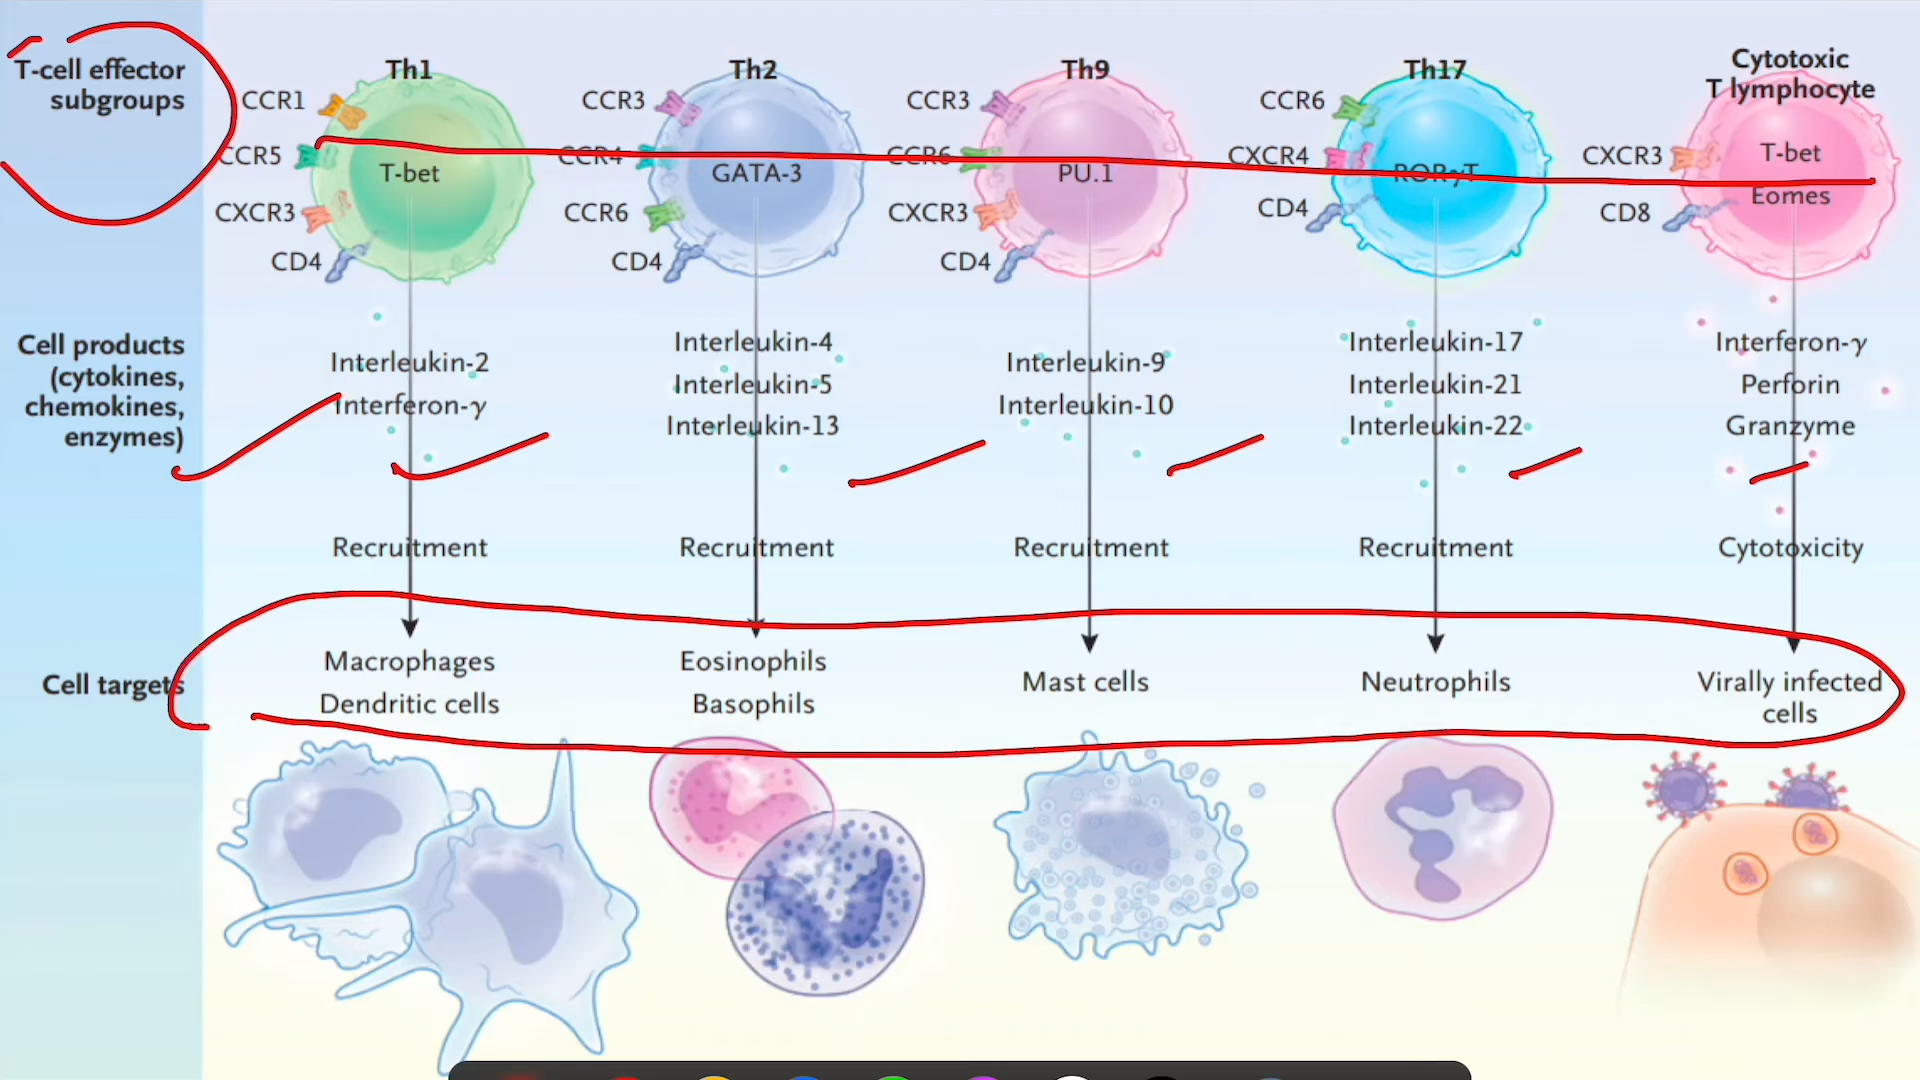 T-cell effector
subgroups
Th1
CCR1
CCR5
CXCR3
CD4
T-bet
Th2
CCR3
CCR4
CCR6
CD4
GATA-3
Th9
CCR3
CCR6
CXCR3
CD4
PU.1
Th17
CCR6
CXCR4
CD4
RORγT
Cytotoxic
T lymphocyte
CXCR3
CD8
T-bet
Eomes
Cell products
(cytokines,
chemokines,
enzymes)
Interleukin-2
Interferon-γ
Interleukin-4
Interleukin-5
Interleukin-13
Interleukin-9
Interleukin-10
Interleukin-17
Interleukin-21
Interleukin-22
Interferon-γ
Perforin
Granzyme
Recruitment
Recruitment
Recruitment
Recruitment
Cytotoxicity
Cell targets
Macrophages
Dendritic cells
Eosinophils
Basophils
Mast cells
Neutrophils
Virally infected
cells